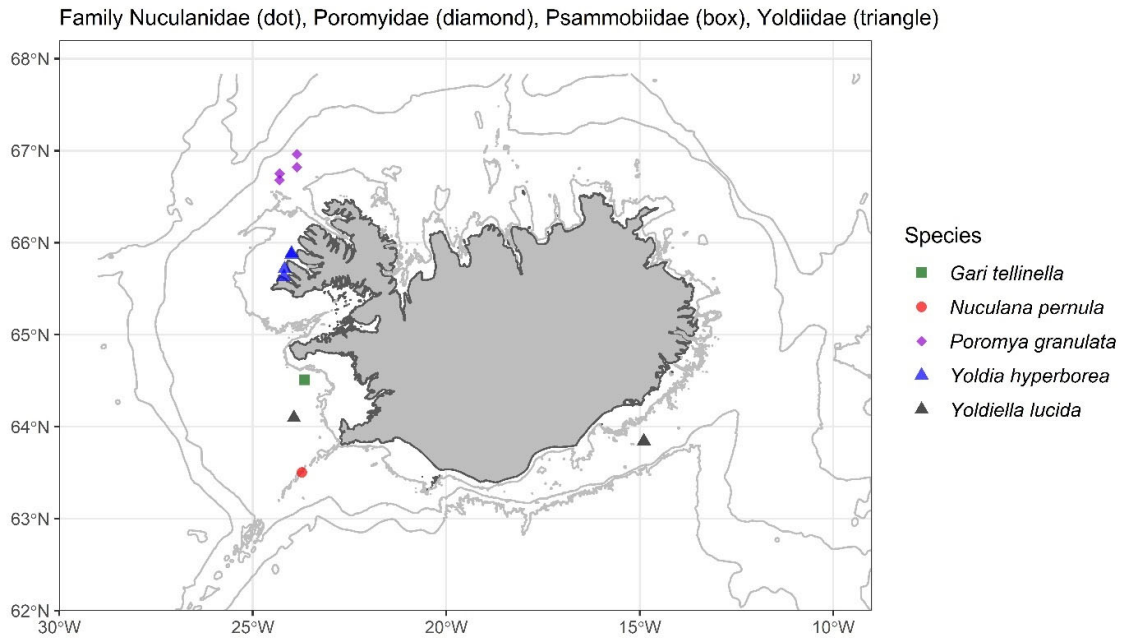 Family Nuculanidae (dot), Poromyidae (diamond), Psammobiidae (box), Yoldiidae (triangle)
68°N
67°N
66°N
65°N
64°N
63°N
62°N
30°W
25°W
20°W
15°W
10°W
Species
Gari tellinella
Nuculana pernula
Poromya granulata
Yoldia hyperborea
Yoldiella lucida